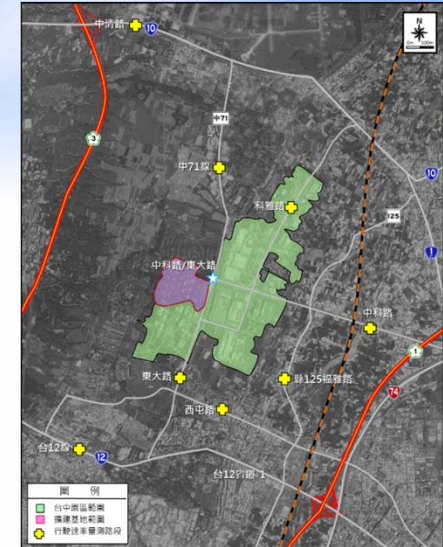 中清路
10
N
中71
3
中71線
科雅路
10
125
1
中科路/東大路
中科路
1
東大路
縣125福雅路
74
西屯路
台12線
12
台12省道-1
圖 例
台中園區範圍
擴建基地範圍
行駛速率量測路段